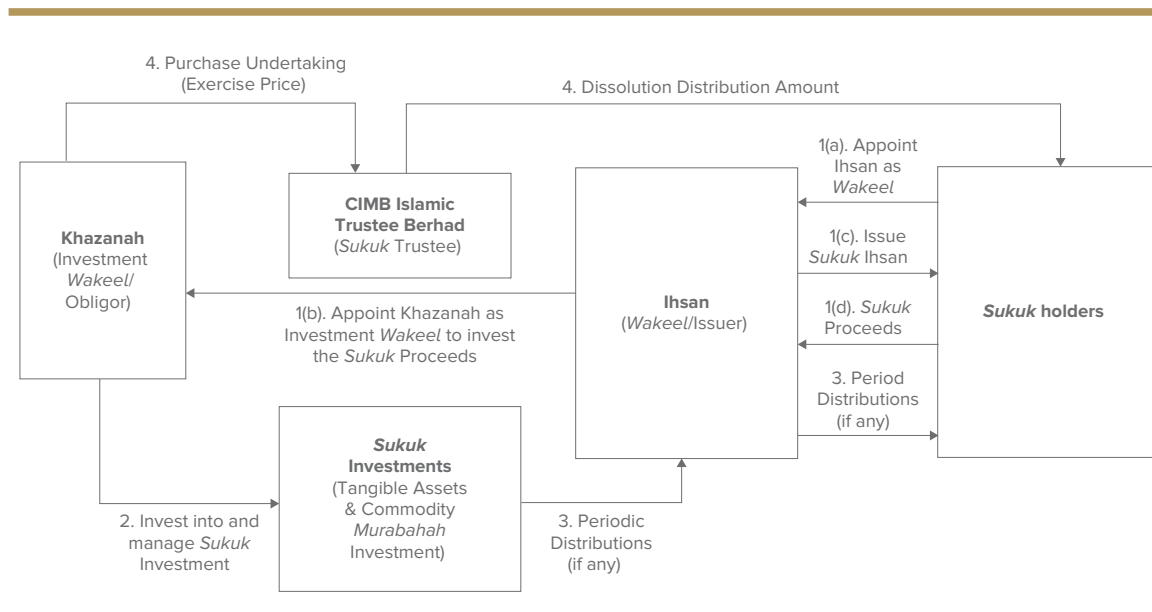 4. Purchase Undertaking
(Exercise Price)
4. Dissolution Distribution Amount
1(a). Appoint
Ihsan as
Wakeel
CIMB Islamic
Trustee Berhad
(Sukuk Trustee)
Khazanah
(Investment
Wakeel/
Obligor)
1(c). Issue
Sukuk Ihsan
1(b). Appoint Khazanah as
Investment Wakeel to invest
the Sukuk Proceeds
Ihsan
(Wakeel/Issuer)
1(d). Sukuk
Proceeds
Sukuk holders
3. Period
Distributions
(if any)
Sukuk
Investments
(Tangible Assets
& Commodity
Murabahah
Investment)
2. Invest into and
manage Sukuk
Investment
3. Periodic
Distributions
(if any)